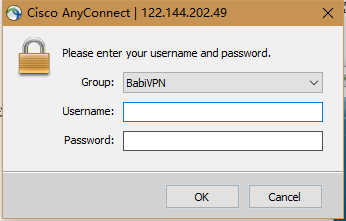 Cisco AnyConnect | 122.144.202.49
Please enter your username and password.
Group: BabiVPN
Username:
Password:
OK Cancel